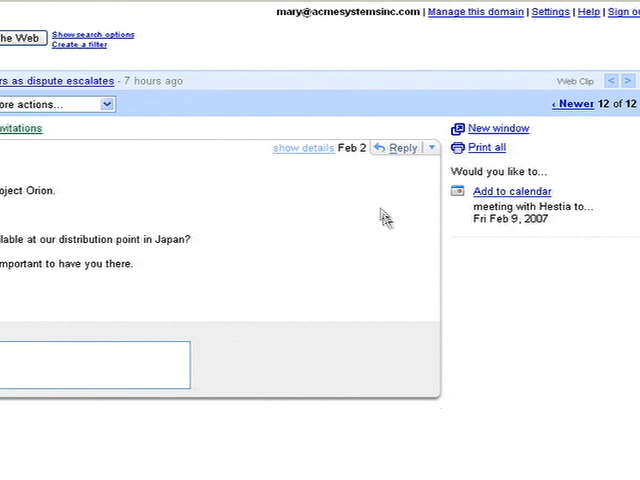 mary@acmesystemsinc.com | Manage this domain | Settings | Help | Sign ou
he Web
Show search options
Create a filter
rs as dispute escalates - 7 hours ago
Web Clip < >
ore actions...
‹ Newer 12 of 12
vitations
New window
show details Feb 2 Reply
Print all
Would you like to...
oject Orion.
Add to calendar
meeting with Hestia to...
Fri Feb 9, 2007
lable at our distribution point in Japan?
mportant to have you there.